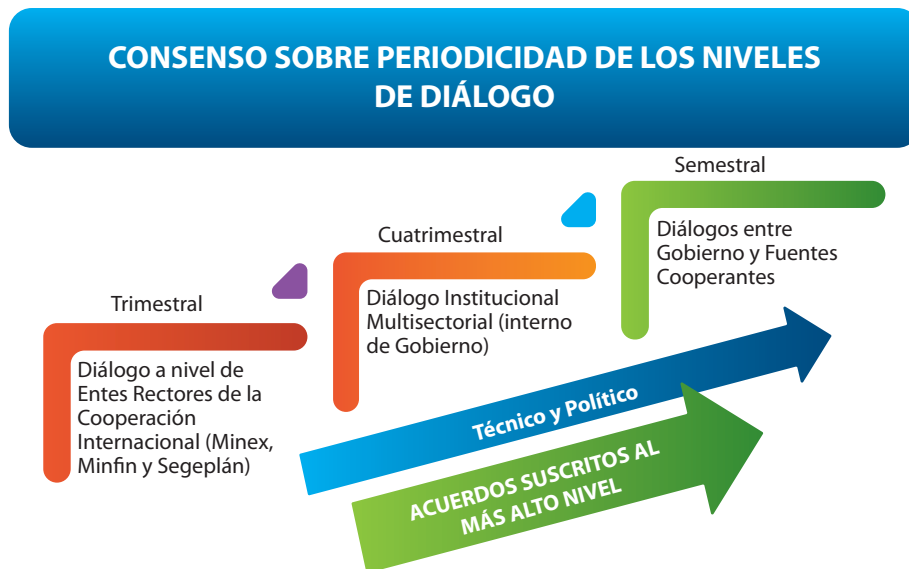 CONSENSO SOBRE PERIODICIDAD DE LOS NIVELES
DE DIÁLOGO
Trimestral
Diálogo a nivel de
Entes Rectores de la
Cooperación
Internacional (Minex,
Minfin y Segeplán)
Cuatrimestral
Diálogo Institucional
Multisectorial (interno
de Gobierno)
Semestral
Diálogos entre
Gobierno y Fuentes
Cooperantes
Técnico y Político
ACUERDOS SUSCRITOS AL
MÁS ALTO NIVEL